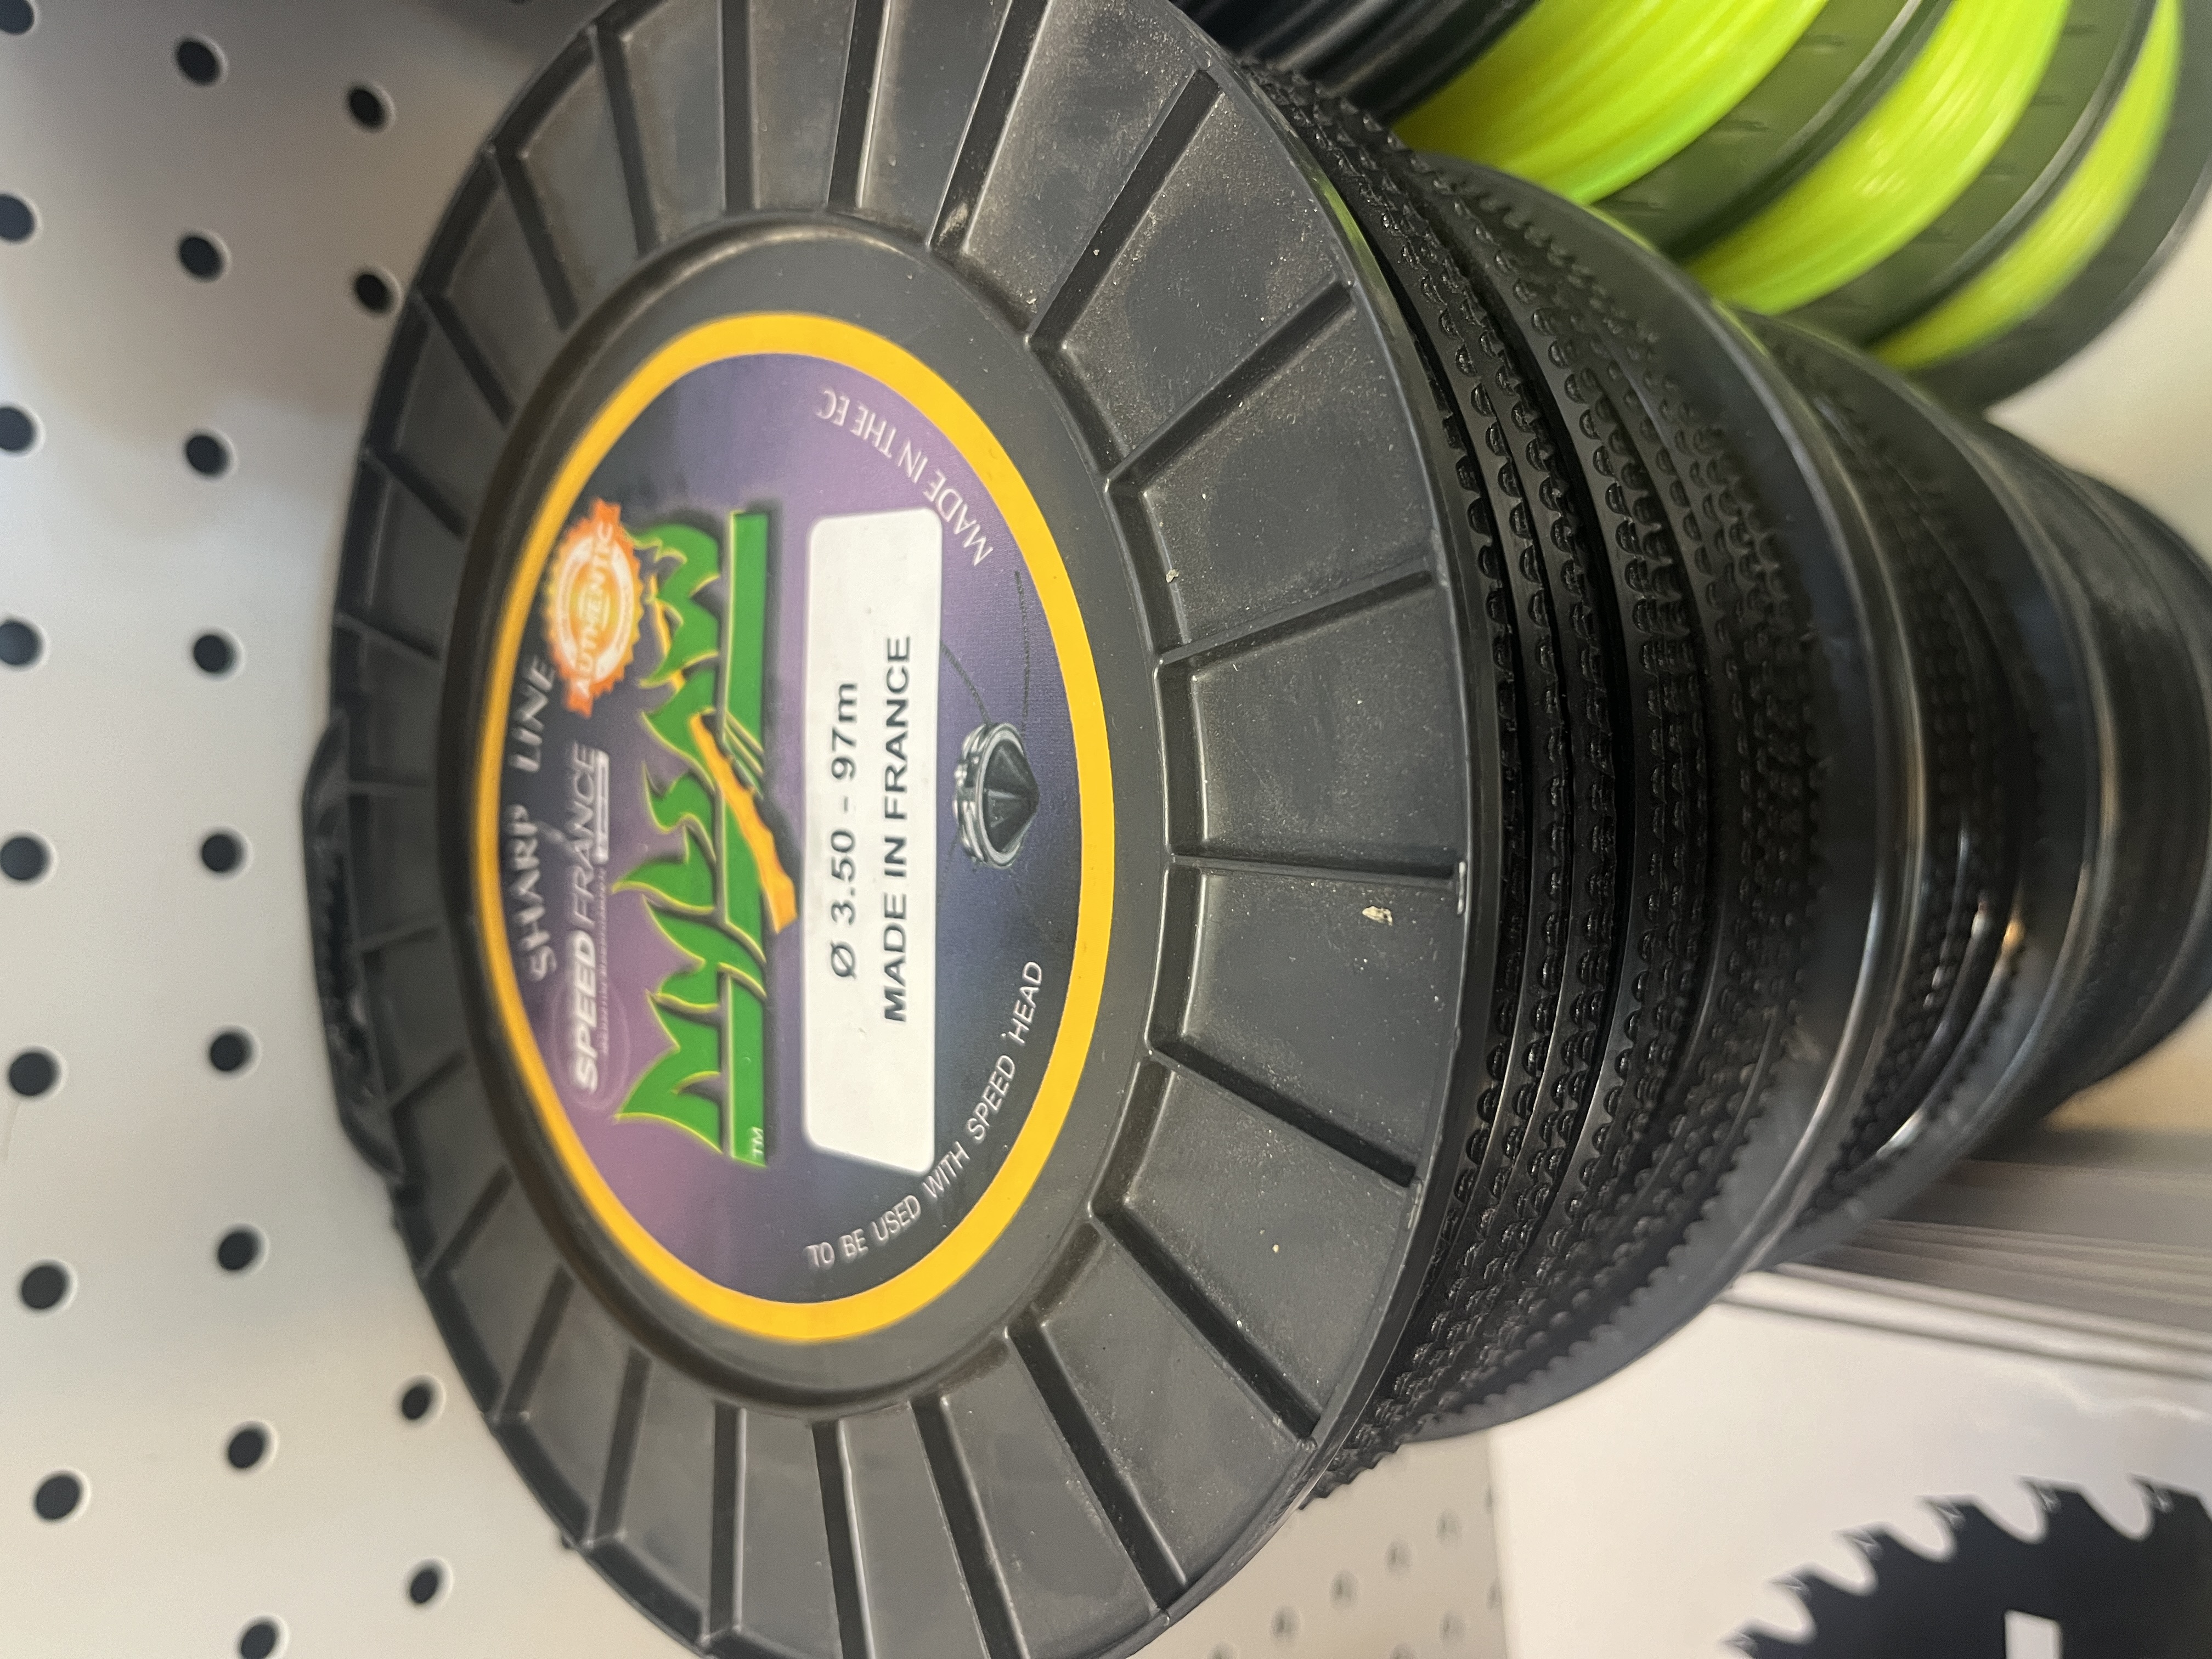 SHARP LINE
SPEED FRANCE
AUTHENTIC
NYLSAW
TM
Ø 3.50 - 97m
MADE IN FRANCE
TO BE USED WITH SPEED HEAD
MADE IN THE EC